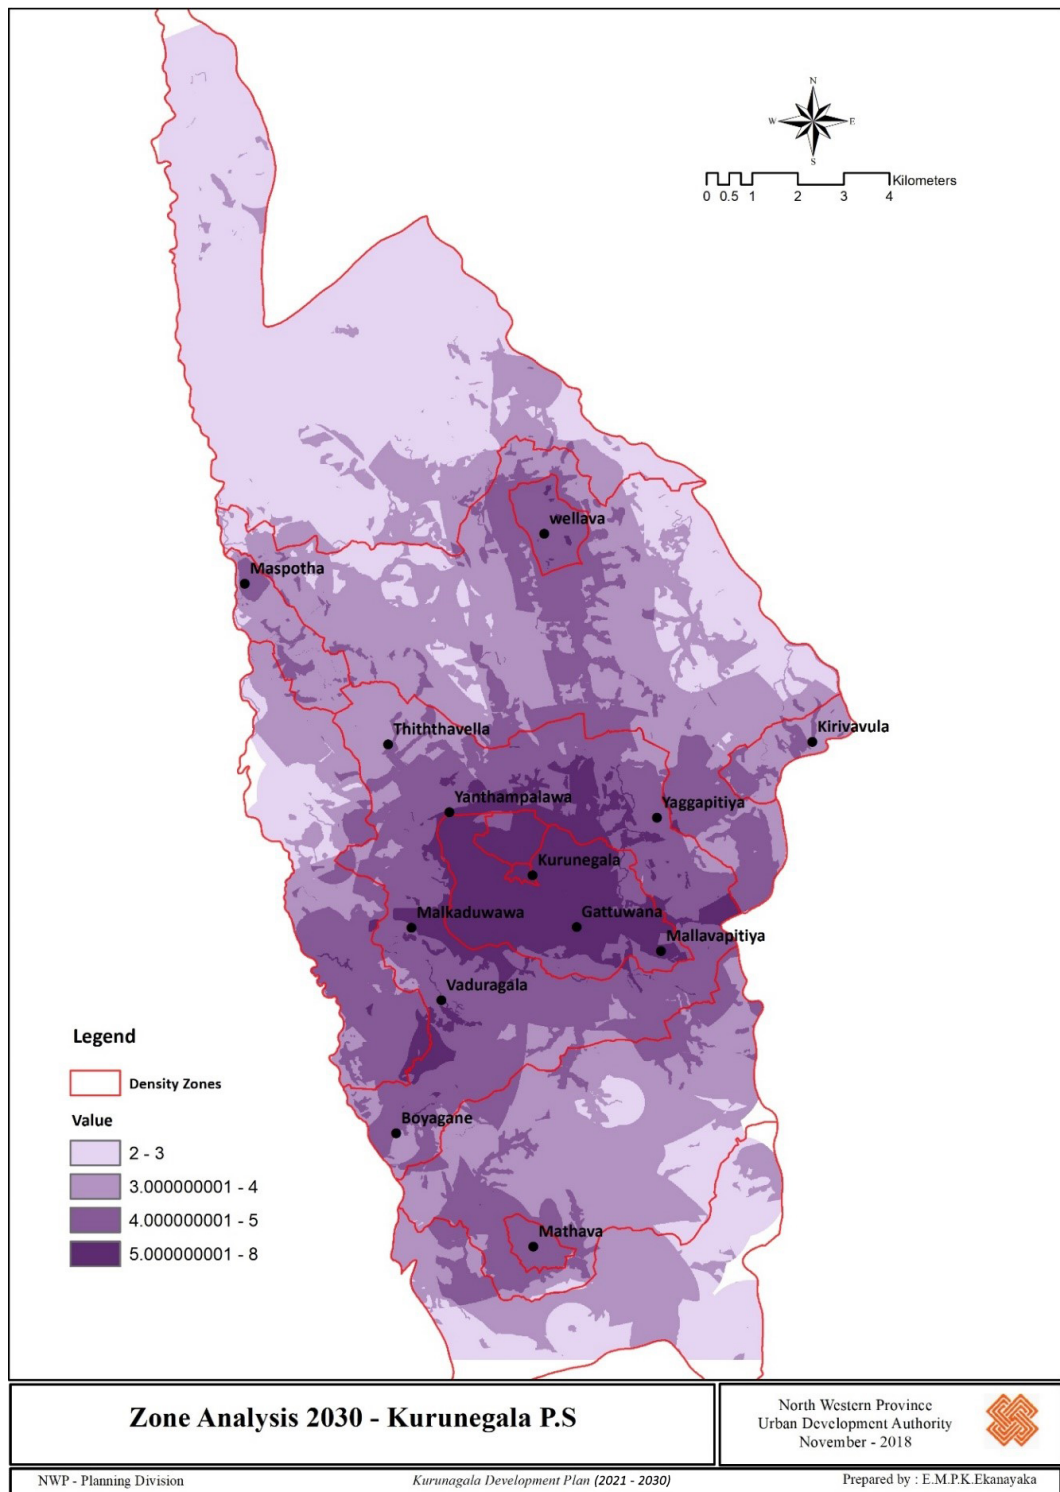 N
W E
S
Kilometers
0 0.5 1 2 3 4
wellava
Maspotha
Thiththavella
Kirivavula
Yanthampalawa
Yaggapitiya
Kurunegala
Malkaduwawa
Gattuwana
Mallavapitiya
Vaduragala
Legend
Density Zones
Value
Boyagane
2 - 3
3.000000001 - 4
4.000000001 - 5
5.000000001 - 8
Mathava
Zone Analysis 2030 - Kurunegala P.S
North Western Province
Urban Development Authority
November - 2018
NWP - Planning Division
Kurunagala Development Plan (2021 - 2030)
Prepared by : E.M.P.K.Ekanayaka